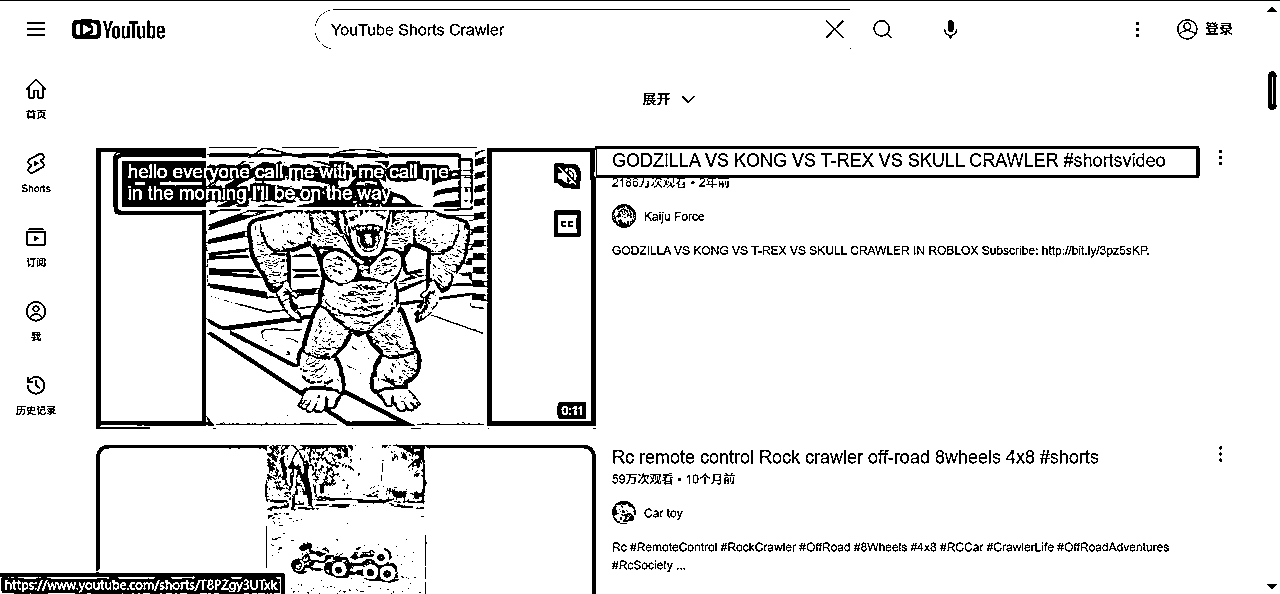 YouTube
YouTube Shorts Crawler
登录
首页
Shorts
订阅
我
历史记录
展开
hello everyone call me with me call me
in the morning I'll be on the way
CC
0:11
GODZILLA VS KONG VS T-REX VS SKULL CRAWLER #shortsvideo
2186万次观看 • 2年前
Kaiju Force
GODZILLA VS KONG VS T-REX VS SKULL CRAWLER IN ROBLOX Subscribe: http://bit.ly/3pz5sKP.
Rc remote control Rock crawler off-road 8wheels 4x8 #shorts
59万次观看 • 10个月前
Car toy
Rc #RemoteControl #RockCrawler #OffRoad #8Wheels #4x8 #RCCar #CrawlerLife #OffRoadAdventures
#RcSociety ...
https://www.youtube.com/shorts/T8PZgy3UTxk